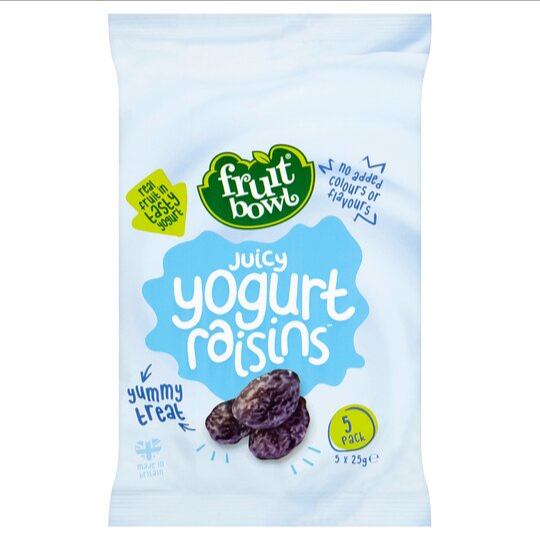 fruit
bowl®
real
fruit in
tasty
yogurt
no added
colours or
flavours
juicy
yogurt
raisins™
yummy
treat
5
pack
5 x 25g ℮
made in
britain